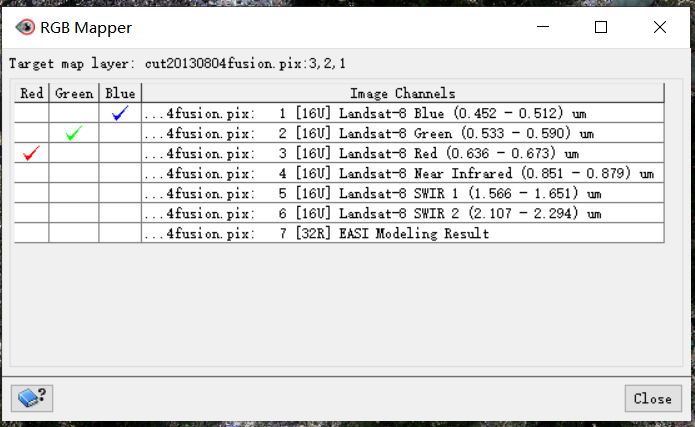 RGB Mapper
Target map layer: cut20130804fusion.pix:3,2,1
Red Green Blue Image Channels
...4fusion.pix: 1 [16U] Landsat-8 Blue (0.452 - 0.512) um
...4fusion.pix: 2 [16U] Landsat-8 Green (0.533 - 0.590) um
...4fusion.pix: 3 [16U] Landsat-8 Red (0.636 - 0.673) um
...4fusion.pix: 4 [16U] Landsat-8 Near Infrared (0.851 - 0.879) um
...4fusion.pix: 5 [16U] Landsat-8 SWIR 1 (1.566 - 1.651) um
...4fusion.pix: 6 [16U] Landsat-8 SWIR 2 (2.107 - 2.294) um
...4fusion.pix: 7 [32R] EASI Modeling Result
?
Close